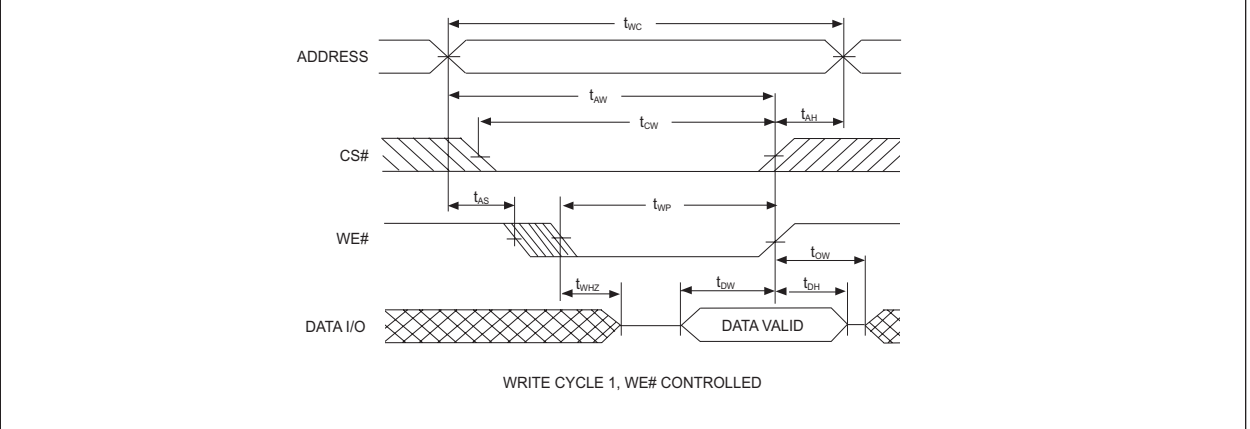 tWC
ADDRESS
tAW
tCW
tAH
CS#
tAS
tWP
WE#
tOW
tWHZ
tDW
tDH
DATA I/O
DATA VALID
WRITE CYCLE 1, WE# CONTROLLED